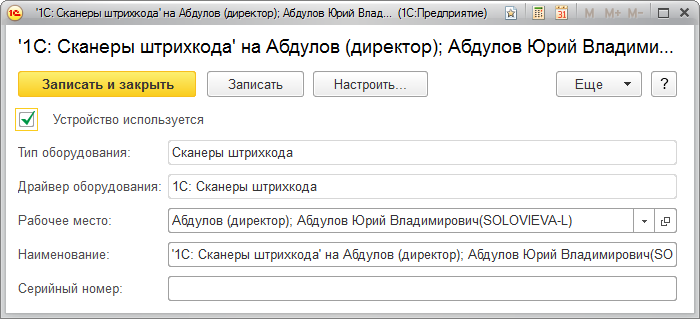 '1С: Сканеры штрихкода' на Абдулов (директор); Абдулов Юрий Влад... (1С:Предприятие) 31 M M+ M-
'1С: Сканеры штрихкода' на Абдулов (директор); Абдулов Юрий Владими...
Записать и закрыть Записать Настроить... Еще ?
Устройство используется
Тип оборудования: Сканеры штрихкода
Драйвер оборудования: 1С: Сканеры штрихкода
Рабочее место: Абдулов (директор); Абдулов Юрий Владимирович(SOLOVIEVA-L)
Наименование: '1С: Сканеры штрихкода' на Абдулов (директор); Абдулов Юрий Владимирович(SO
Серийный номер: